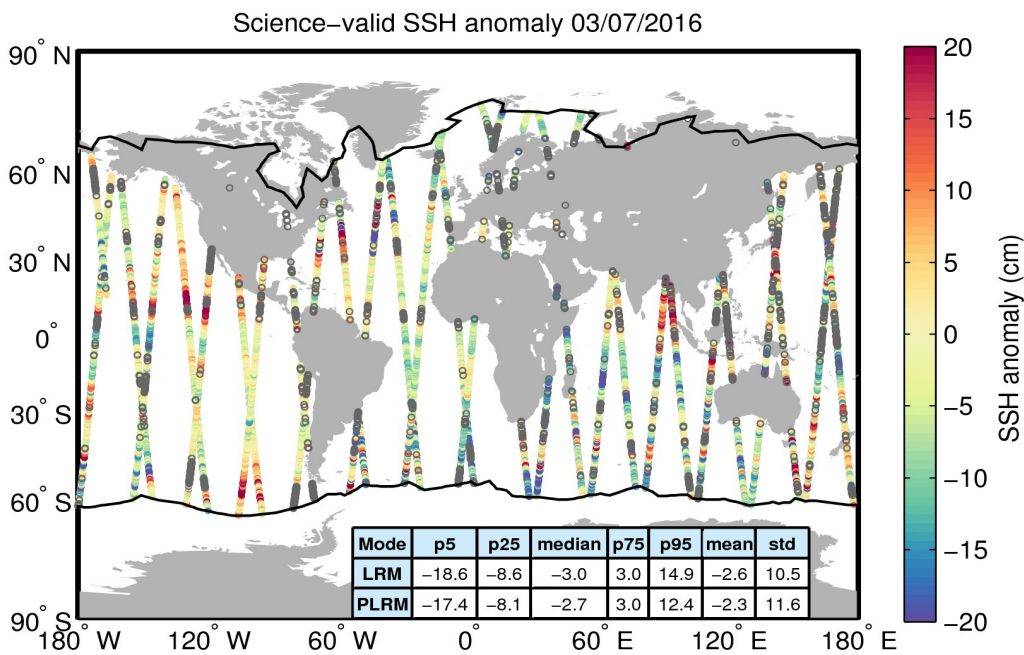 Science−valid SSH anomaly 03/07/2016
90° N
60° N
30° N
0°
30° S
60° S
90° S
180° W
120° W
60° W
0°
60° E
120° E
180° E
Mode p5 p25 median p75 p95 mean std
LRM −18.6 −8.6 −3.0 3.0 14.9 −2.6 10.5
PLRM −17.4 −8.1 −2.7 3.0 12.4 −2.3 11.6
20
15
10
5
0
−5
−10
−15
−20
SSH anomaly (cm)